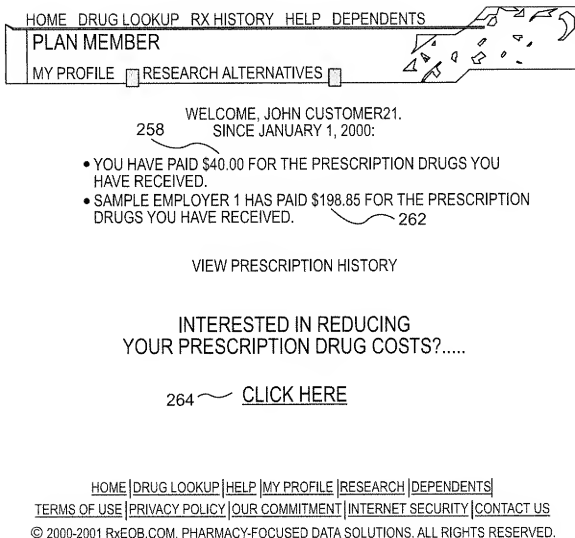 HOME DRUG LOOKUP RX HISTORY HELP DEPENDENTS
PLAN MEMBER
MY PROFILE RESEARCH ALTERNATIVES
WELCOME, JOHN CUSTOMER21.
258 SINCE JANUARY 1, 2000:
• YOU HAVE PAID $40.00 FOR THE PRESCRIPTION DRUGS YOU
HAVE RECEIVED.
• SAMPLE EMPLOYER 1 HAS PAID $198.85 FOR THE PRESCRIPTION
DRUGS YOU HAVE RECEIVED. 262
VIEW PRESCRIPTION HISTORY
INTERESTED IN REDUCING
YOUR PRESCRIPTION DRUG COSTS?.....
264 CLICK HERE
HOME|DRUG LOOKUP|HELP|MY PROFILE|RESEARCH|DEPENDENTS|
TERMS OF USE|PRIVACY POLICY|OUR COMMITMENT|INTERNET SECURITY|CONTACT US
© 2000-2001 RxEOB.COM, PHARMACY-FOCUSED DATA SOLUTIONS. ALL RIGHTS RESERVED.